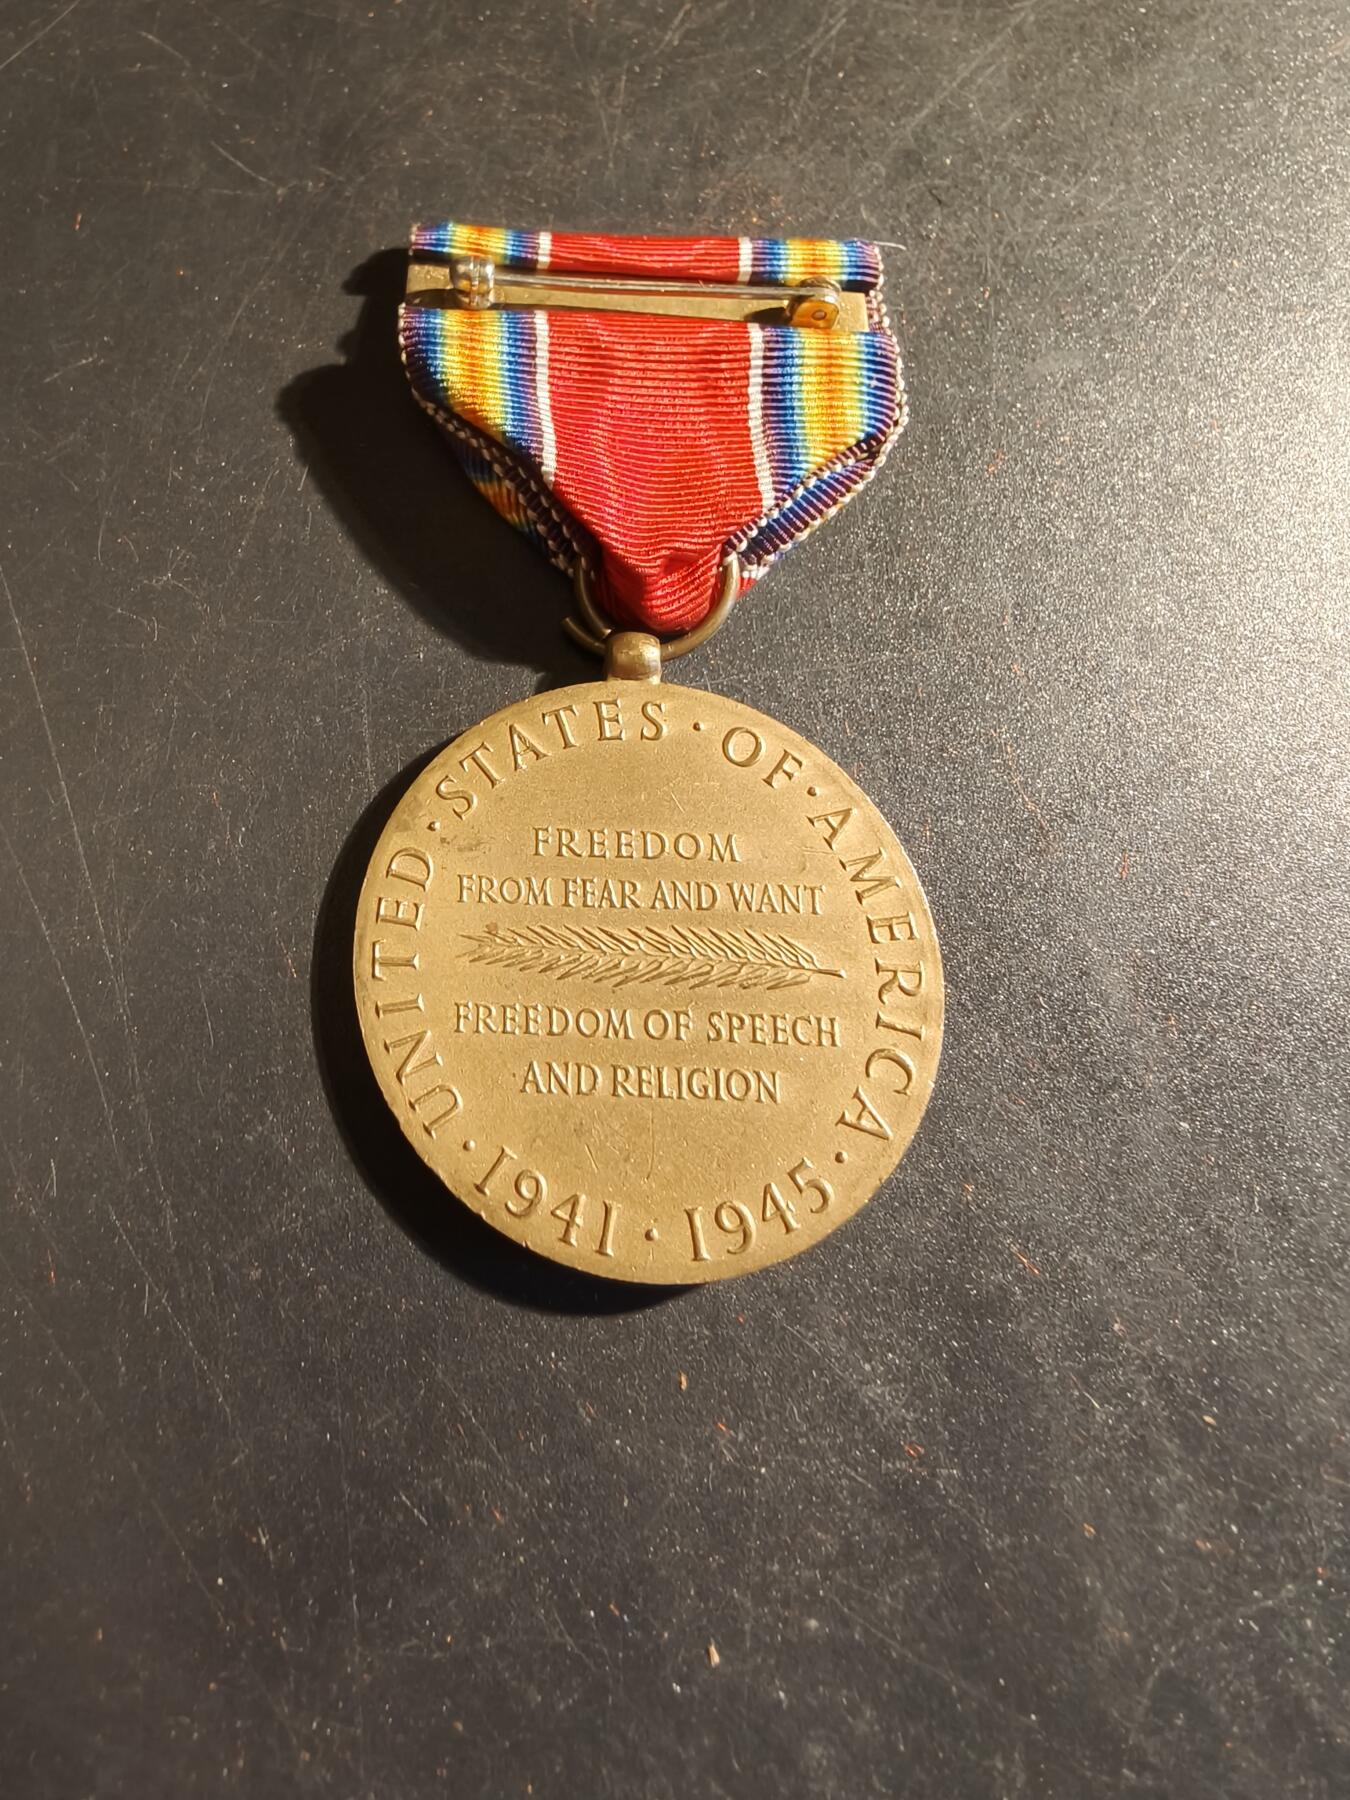 UNITED · STATES · OF · AMERICA ·
FREEDOM
FROM FEAR AND WANT
FREEDOM OF SPEECH
AND RELIGION
· 1941 · 1945